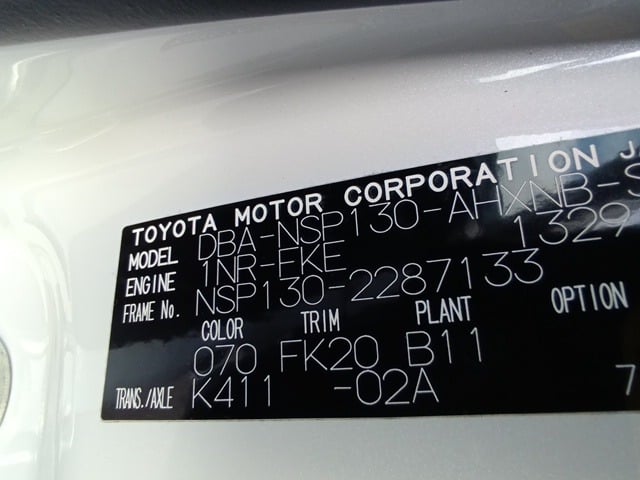 TOYOTA MOTOR CORPORATION
MODEL DBA-NSP130-AHXNB-S
ENGINE 1NR-FKE 1329
FRAME No. NSP130-2287133
COLOR TRIM PLANT OPTION
070 FK20 B11
TRANS./AXLE K411 -02A 7